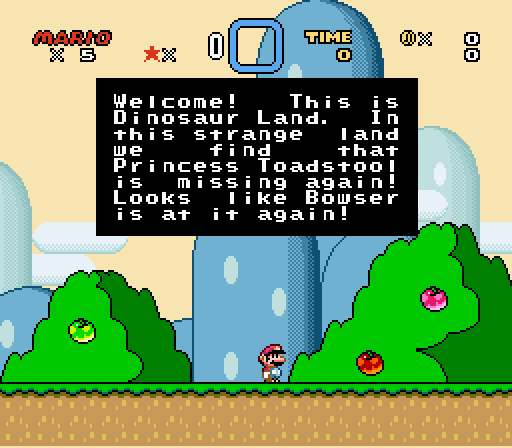 MARIO TIME
x 5 ★x 0 0 x 0
0
Welcome! This is
Dinosaur Land. In
this strange land
we find that
Princess Toadstool
is missing again!
Looks like Bowser
is at it again!